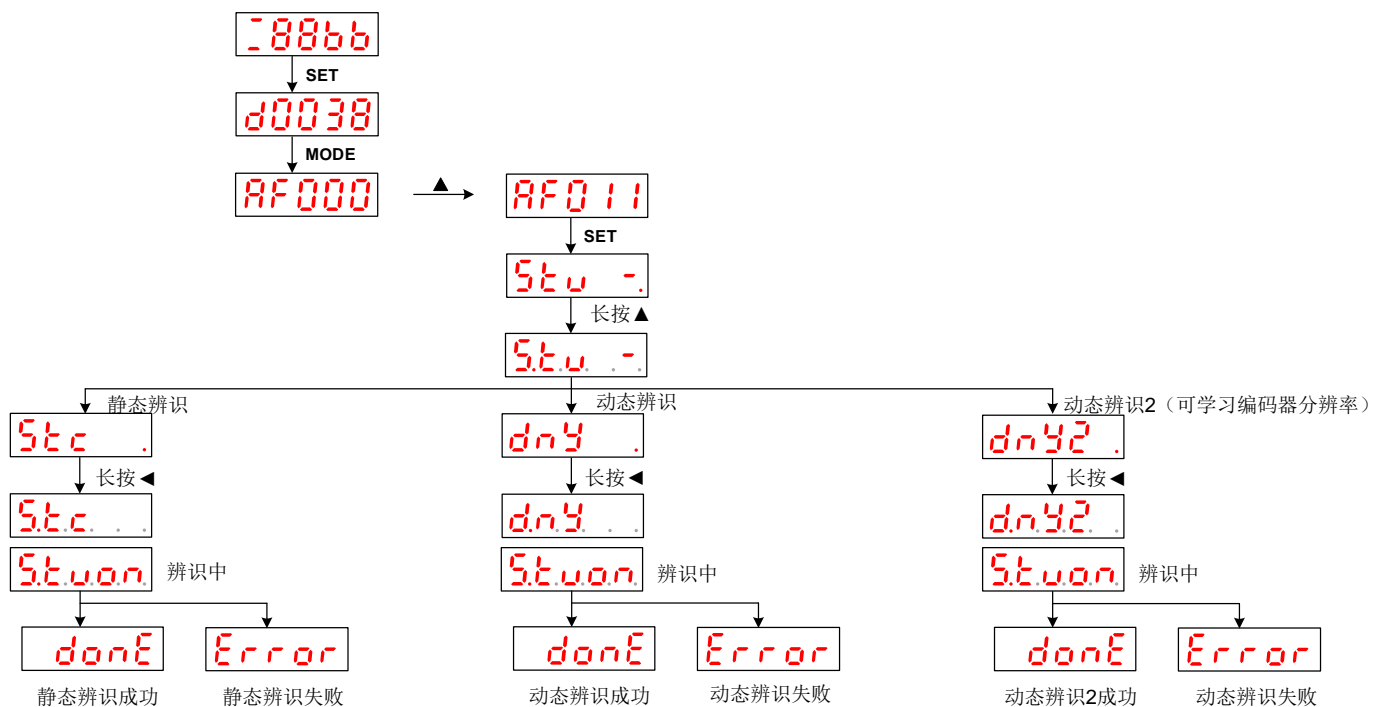 88bb
SET
d0038
MODE
AF000
▲
AF011
SET
Stu -.
长按▲
S.t.u. . -.
静态辨识
动态辨识
动态辨识2（可学习编码器分辨率）
Stc .
dnY .
dnY2 .
长按◀
长按◀
长按◀
S.t.c. . .
d.n.Y. . .
d.n.Y.2. .
S.t.u.o.n. 辨识中
S.t.u.o.n. 辨识中
S.t.u.o.n. 辨识中
donE
Error
donE
Error
donE
Error
静态辨识成功
静态辨识失败
动态辨识成功
动态辨识失败
动态辨识2成功
动态辨识失败